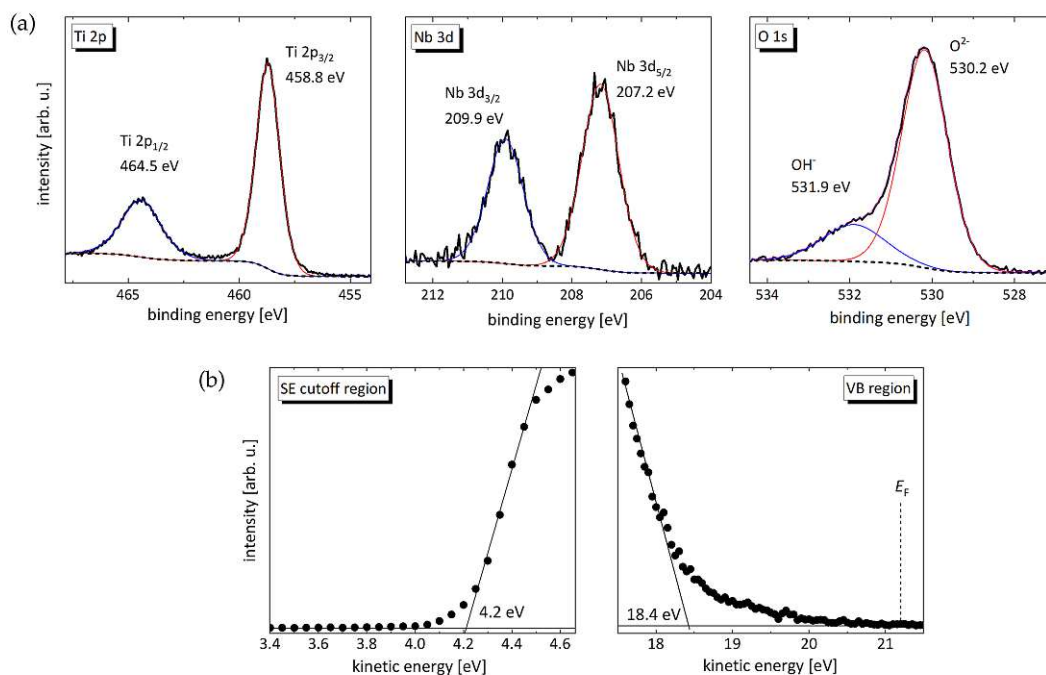 (a)
Ti 2p
Ti 2p3/2
458.8 eV
Ti 2p1/2
464.5 eV
intensity [arb. u.]
465
460
455
binding energy [eV]
Nb 3d
Nb 3d3/2
209.9 eV
Nb 3d5/2
207.2 eV
212
210
208
206
204
binding energy [eV]
O 1s
O2-
530.2 eV
OH-
531.9 eV
534
532
530
528
binding energy [eV]
(b)
SE cutoff region
intensity [arb. u.]
4.2 eV
3.4
3.6
3.8
4.0
4.2
4.4
4.6
kinetic energy [eV]
VB region
EF
18.4 eV
18
19
20
21
kinetic energy [eV]